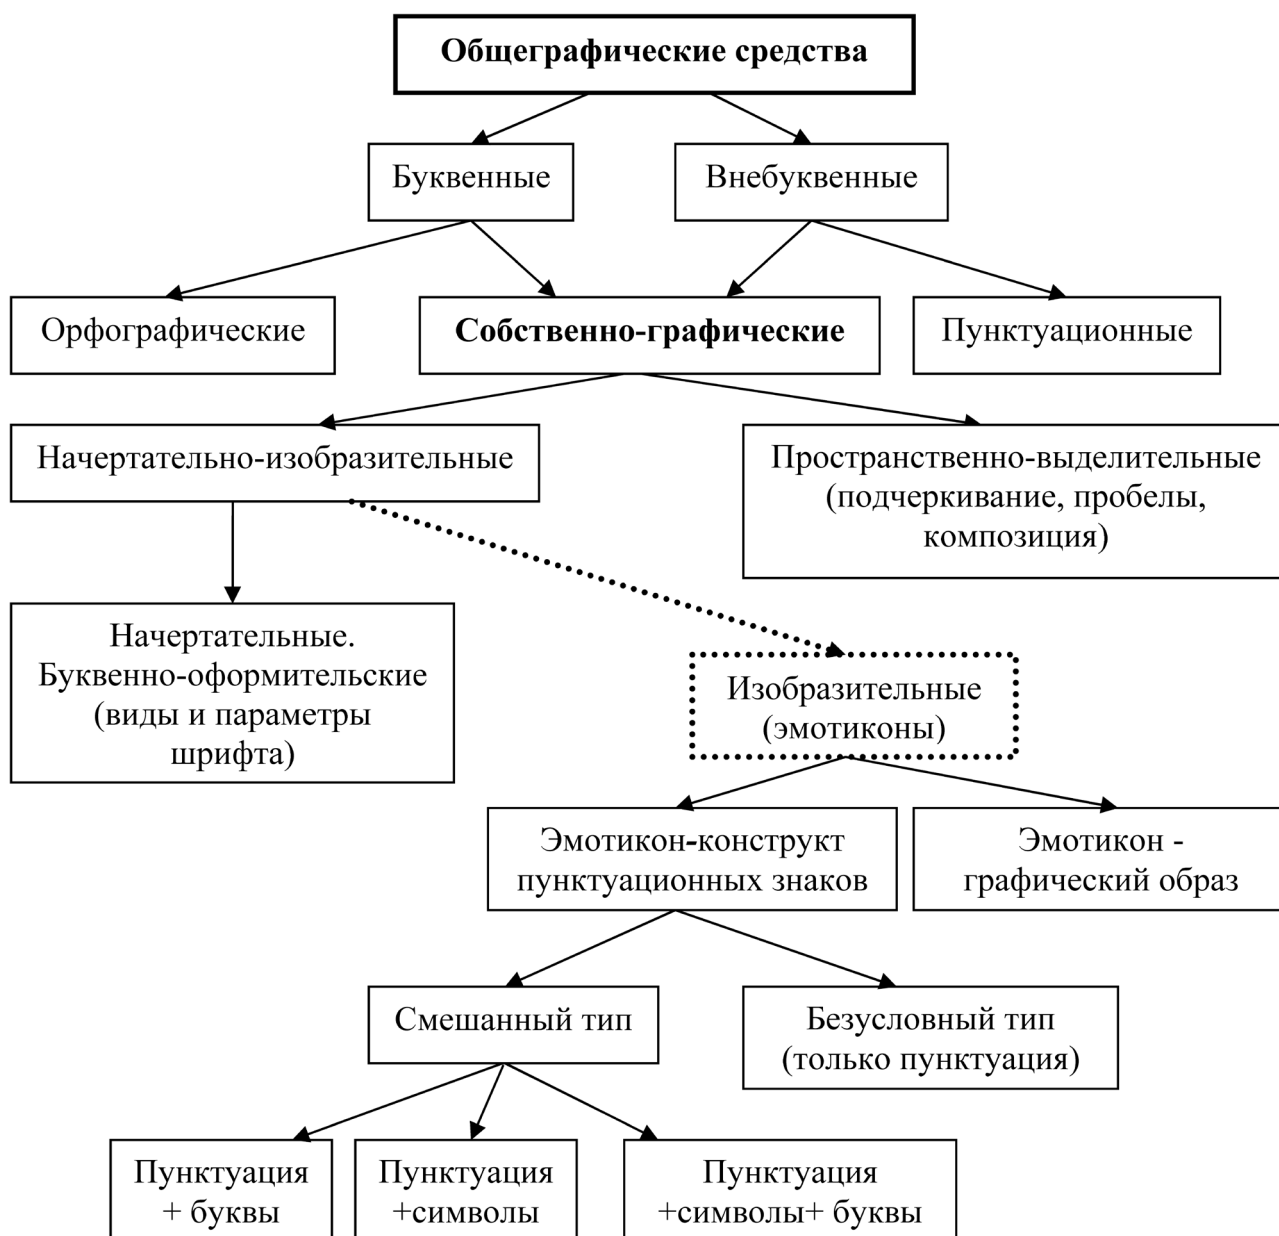 Общеграфические средства
Буквенные
Внебуквенные
Орфографические
Собственно-графические
Пунктуационные
Начертательно-изобразительные
Пространственно-выделительные
(подчеркивание, пробелы,
композиция)
Начертательные.
Буквенно-оформительские
(виды и параметры
шрифта)
Изобразительные
(эмотиконы)
Эмотикон-конструкт
пунктуационных знаков
Эмотикон -
графический образ
Смешанный тип
Безусловный тип
(только пунктуация)
Пунктуация
+ буквы
Пунктуация
+символы
Пунктуация
+символы+ буквы